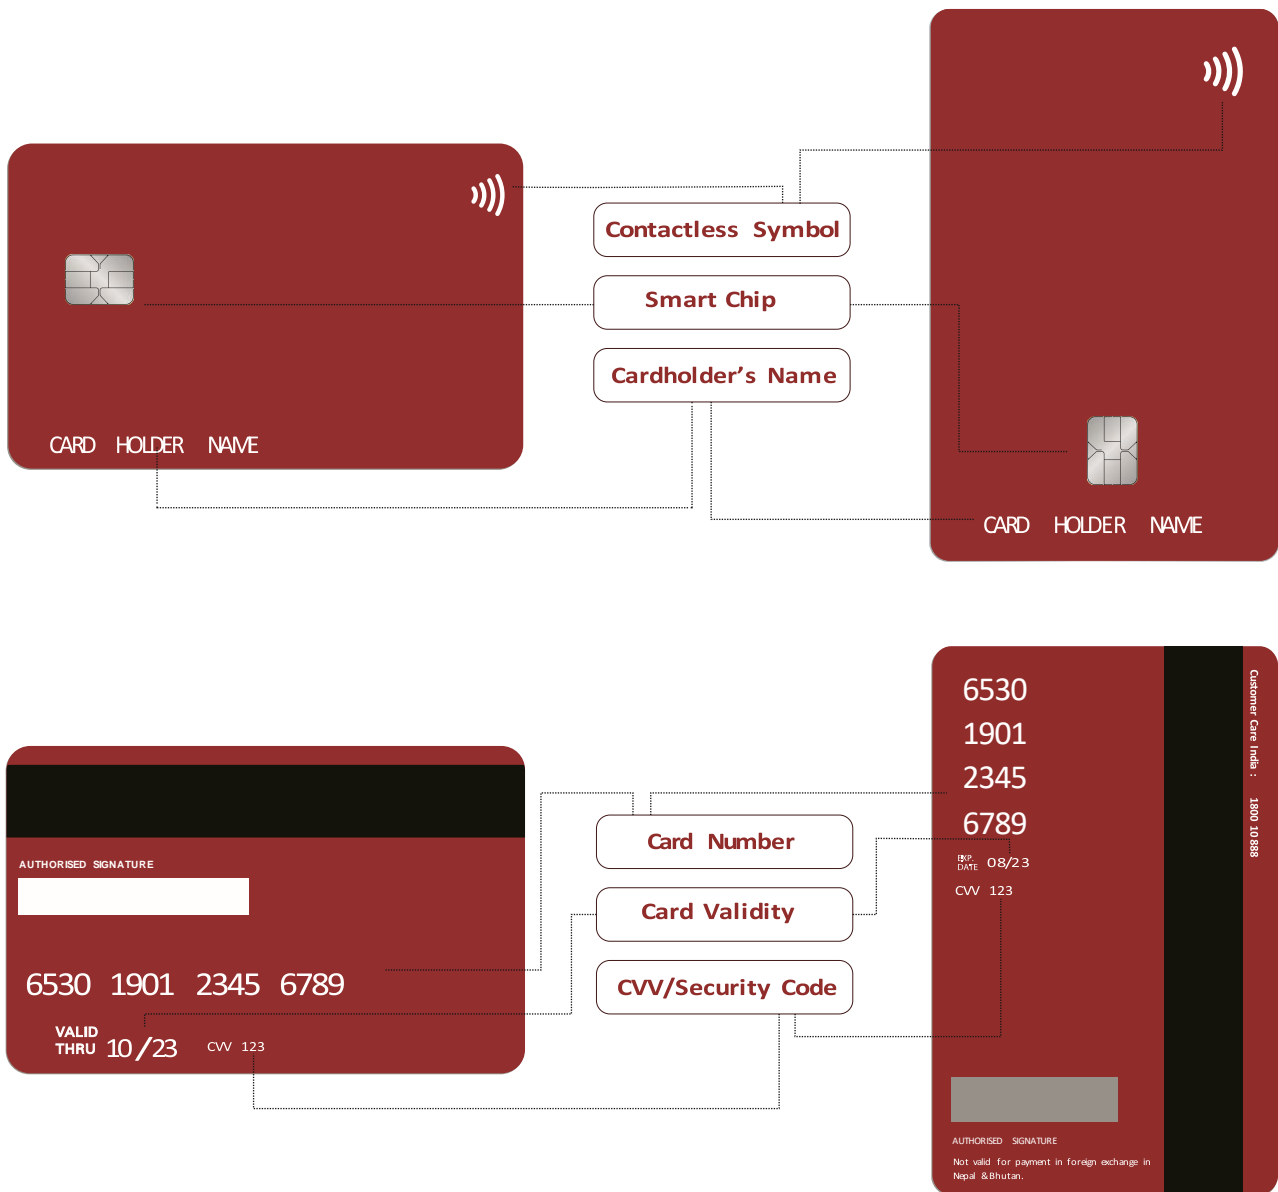 Contactless Symbol
Smart Chip
Cardholder's Name
CARD HOLDER NAME
CARD HOLDER NAME
AUTHORISED SIGNATURE
6530 1901 2345 6789
VALID
THRU 10/23 CVV 123
Card Number
Card Validity
CVV/Security Code
6530
1901
2345
6789
EXP.
DATE 08/23
CVV 123
Customer Care India : 1800 10 888
AUTHORISED SIGNATURE
Not valid for payment in foreign exchange in
Nepal & Bhutan.